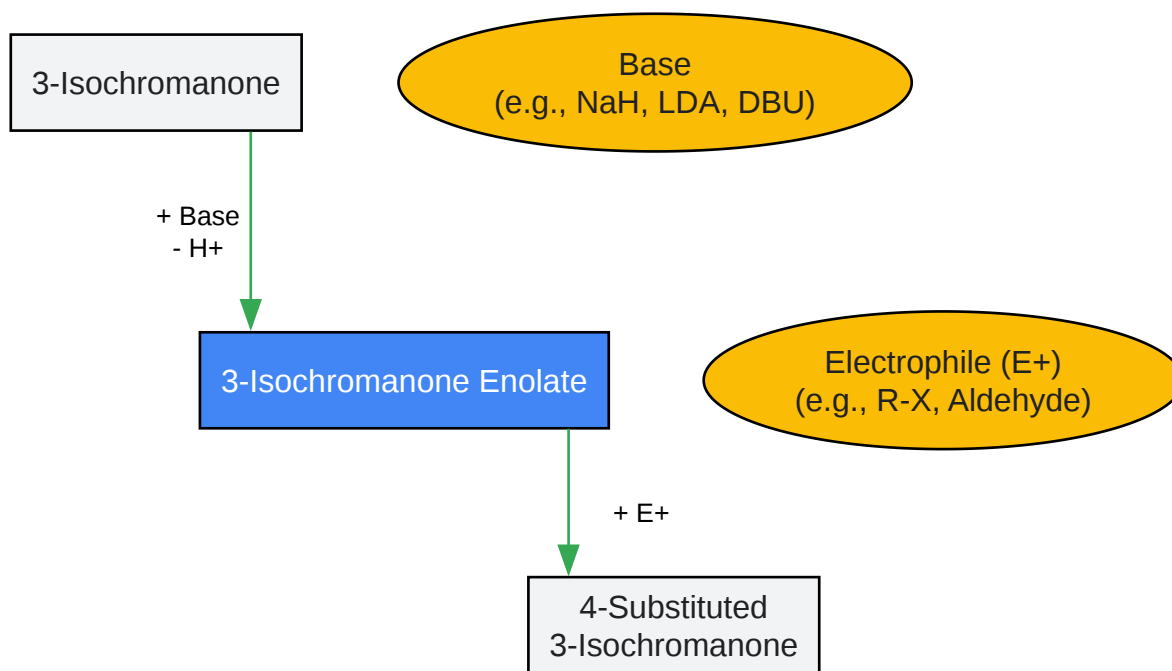 3-Isochromanone
Base
(e.g., NaH, LDA, DBU)
+ Base
- H+
3-Isochromanone Enolate
Electrophile (E+)
(e.g., R-X, Aldehyde)
+ E+
4-Substituted
3-Isochromanone